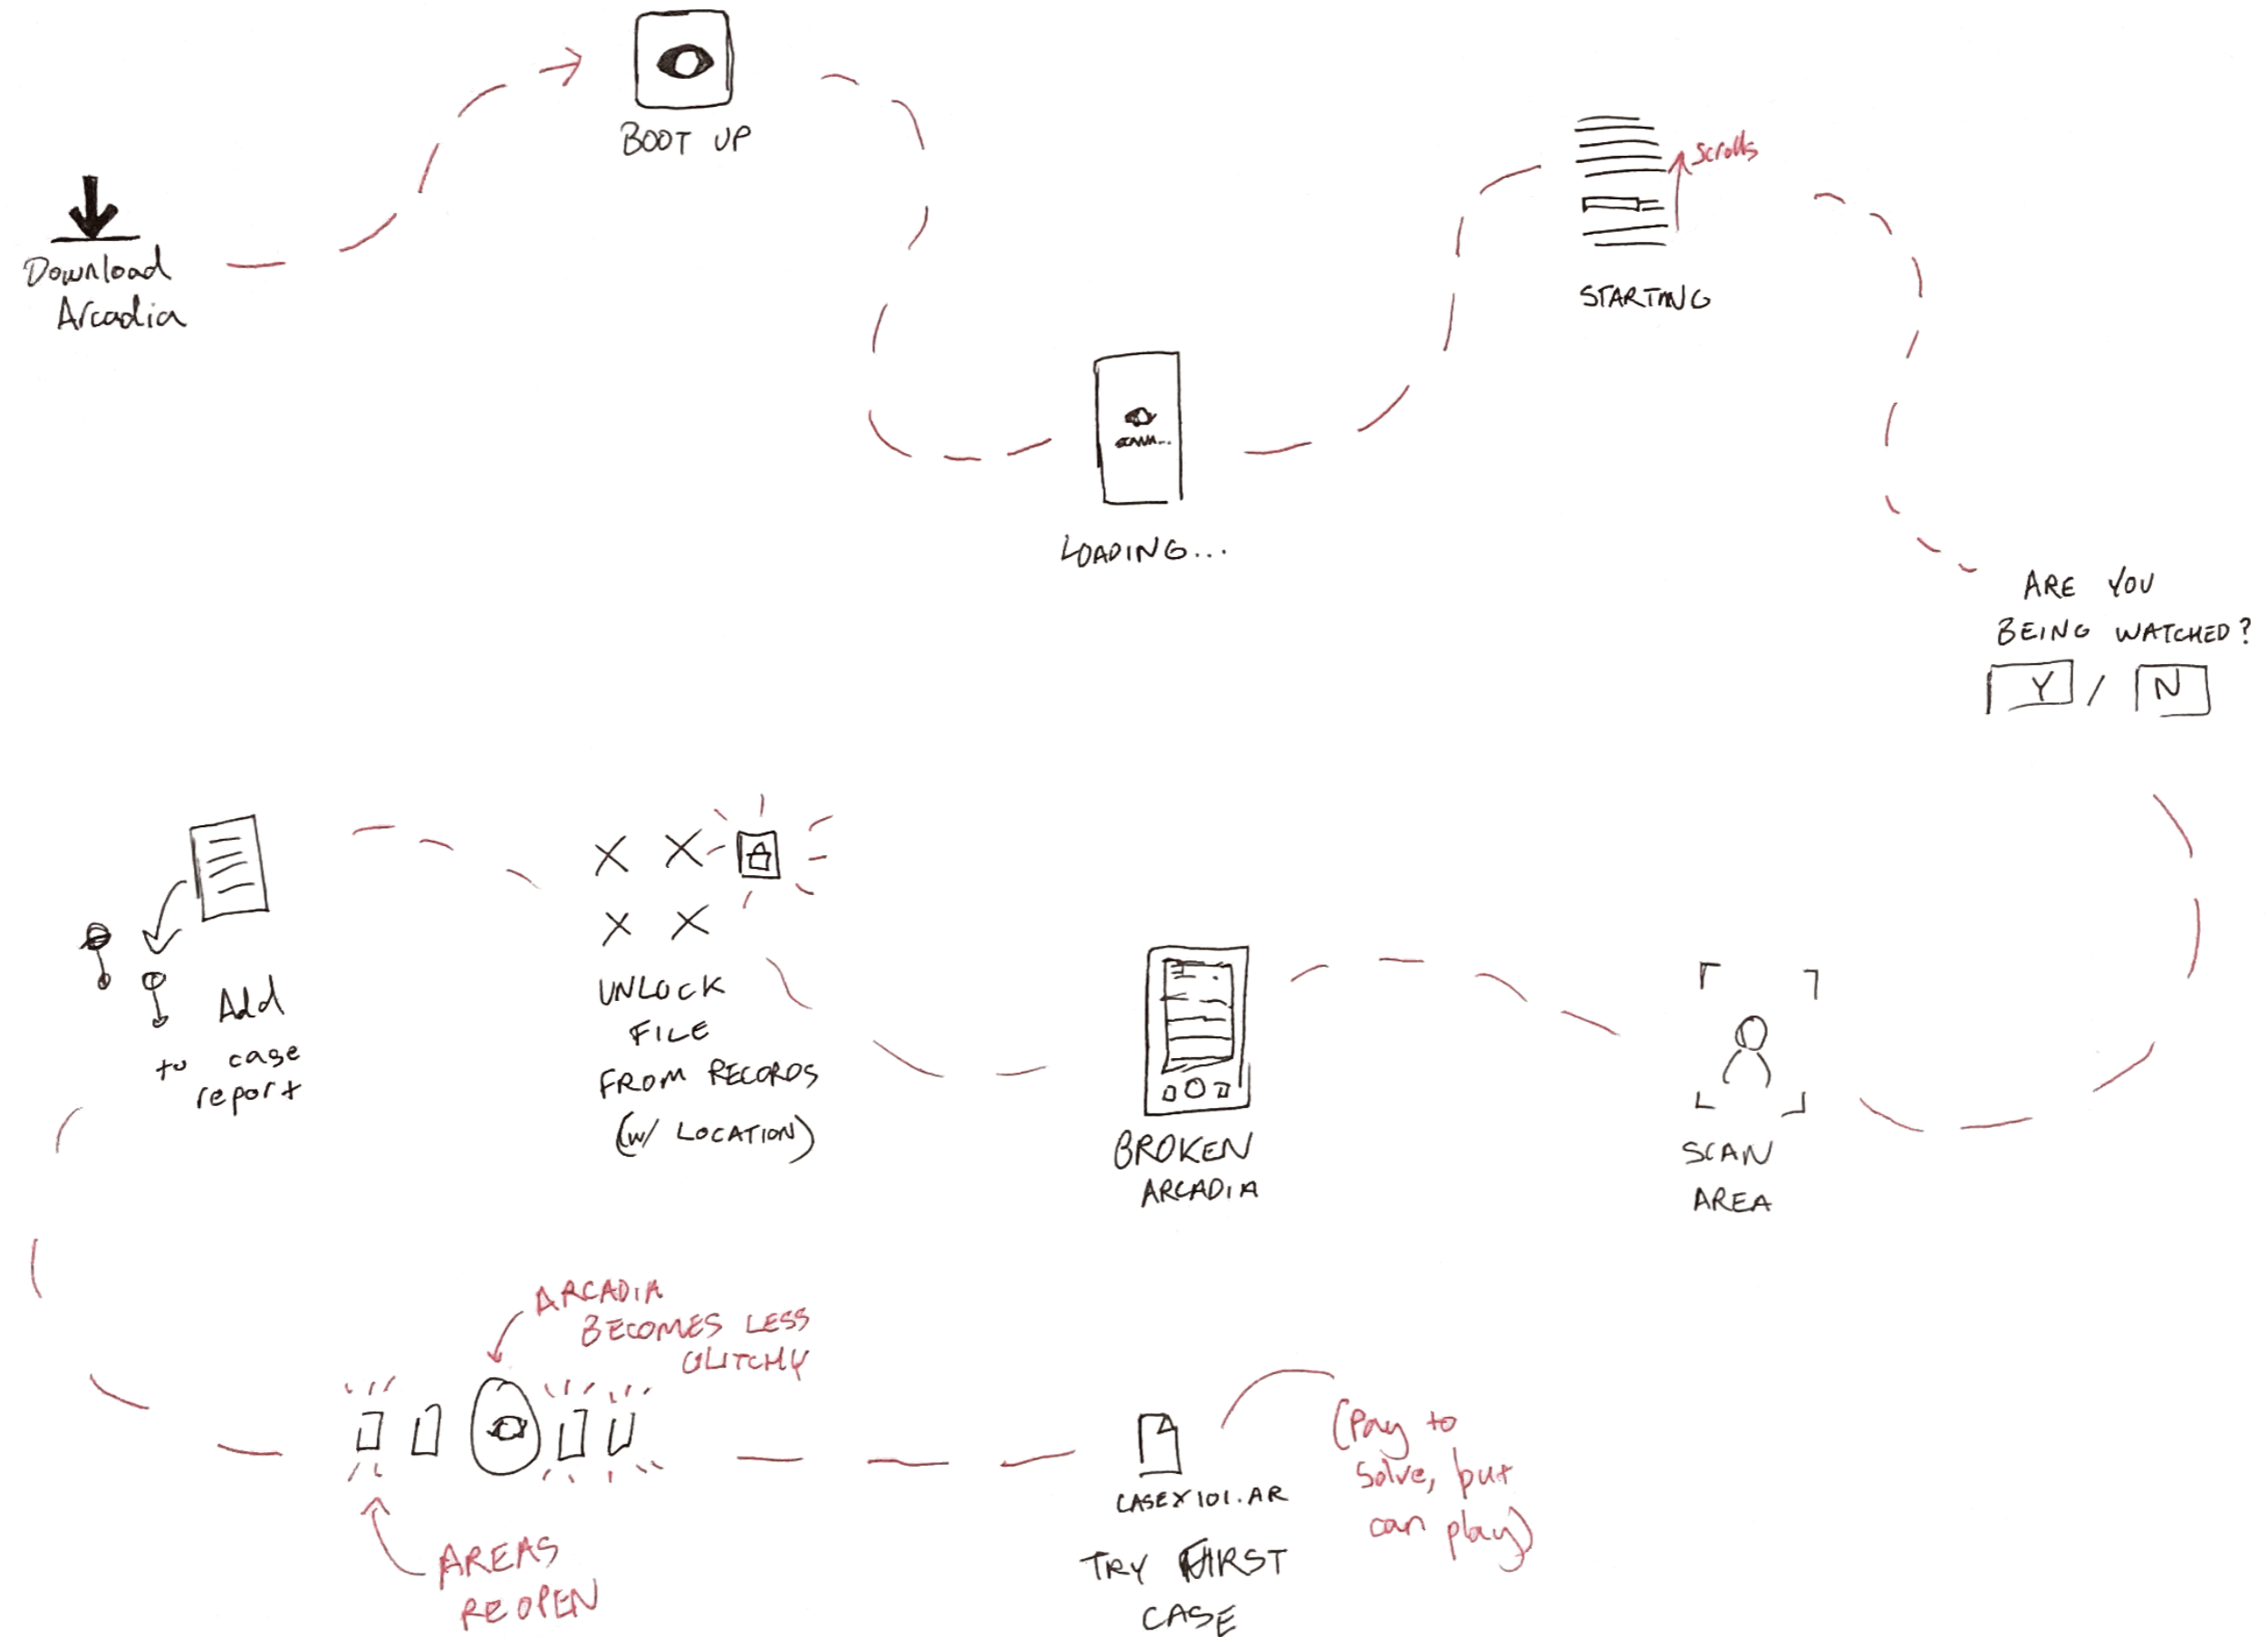 BOOT UP
Download
Arcadia
scrolls
STARTING
LOADING...
ARE YOU
BEING WATCHED?
Y / N
SCAN
AREA
BROKEN
ARCADIA
UNLOCK
FILE
FROM RECORDS
(w/ LOCATION)
Add
to case
report
ARCADIA
BECOMES LESS
GLITCHY
AREAS
REOPEN
CASEX101.AR
TRY FIRST
CASE
(Pay to
solve, but
can play)